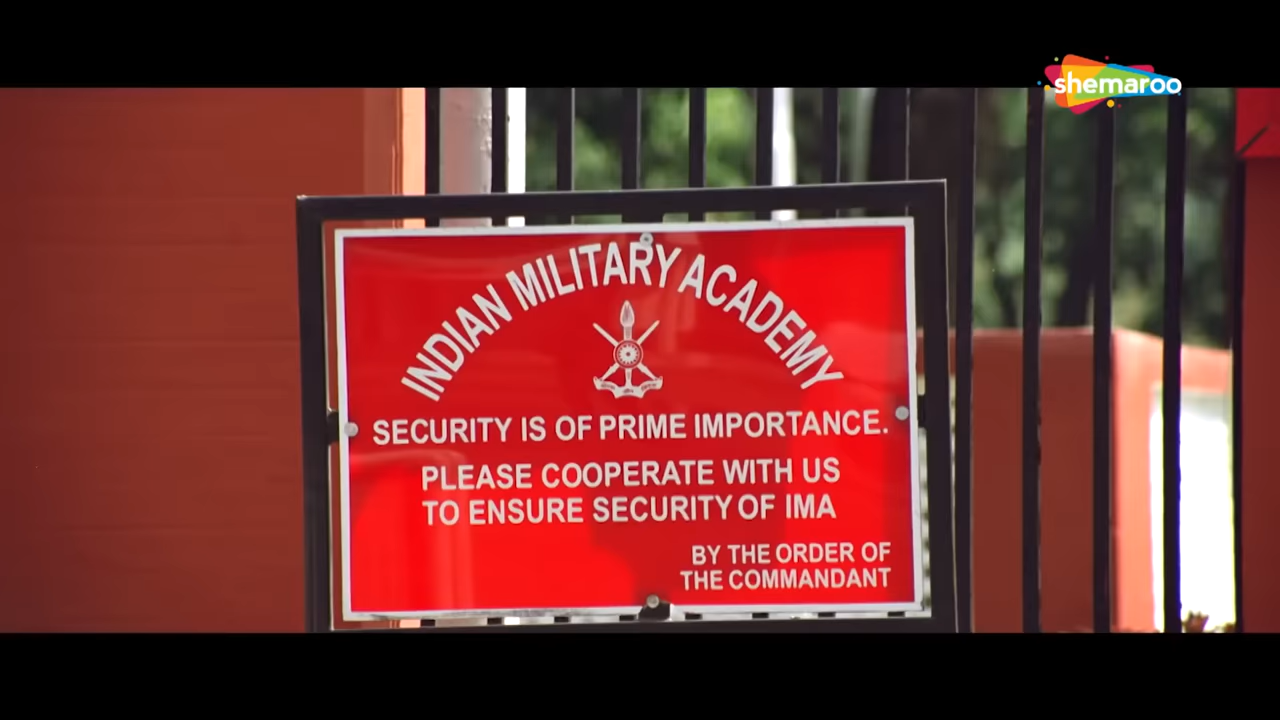 shemaroo
INDIAN MILITARY ACADEMY
SECURITY IS OF PRIME IMPORTANCE.
PLEASE COOPERATE WITH US
TO ENSURE SECURITY OF IMA
BY THE ORDER OF
THE COMMANDANT